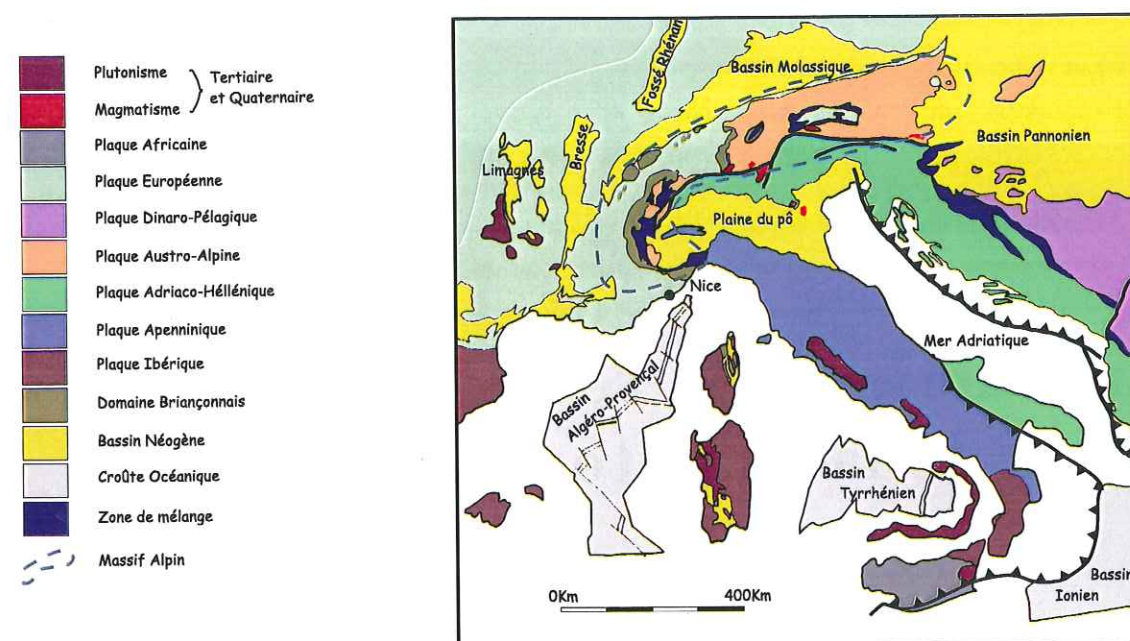 Plutonisme
Magmatisme
Tertiaire
et Quaternaire
Plaque Africaine
Plaque Européenne
Plaque Dinaro-Pélagique
Plaque Austro-Alpine
Plaque Adriaco-Héllénique
Plaque Apenninique
Plaque Ibérique
Domaine Briançonnais
Bassin Néogène
Croûte Océanique
Zone de mélange
Massif Alpin
Fossé Rhénan
Bassin Molassique
Bresse
Limagnes
Bassin Pannonien
Plaine du pô
Nice
Mer Adriatique
Bassin
Algéro-Provençal
Bassin
Tyrrhénien
Bassin
Ionien
0Km
400Km